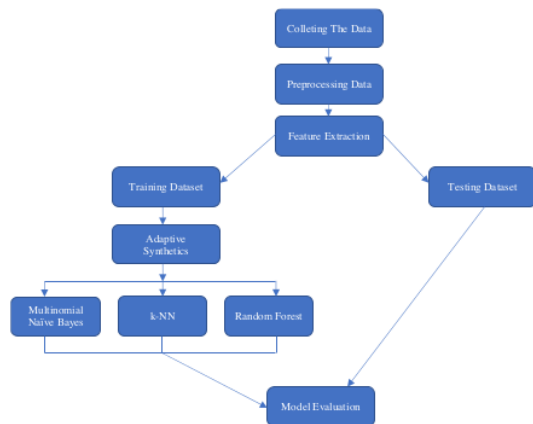 Colleting The Data
Preprocessing Data
Feature Extraction
Training Dataset
Testing Dataset
Adaptive
Synthetics
Multinomial
Naïve Bayes
k-NN
Random Forest
Model Evaluation